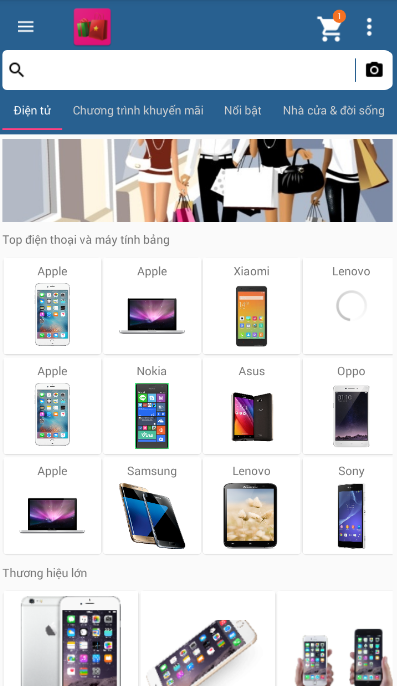 1
Điện tử Chương trình khuyến mãi Nổi bật Nhà cửa & đời sống
Top điện thoại và máy tính bảng
Apple Apple Xiaomi Lenovo
Apple Nokia Asus Oppo
Apple Samsung Lenovo Sony
Thương hiệu lớn